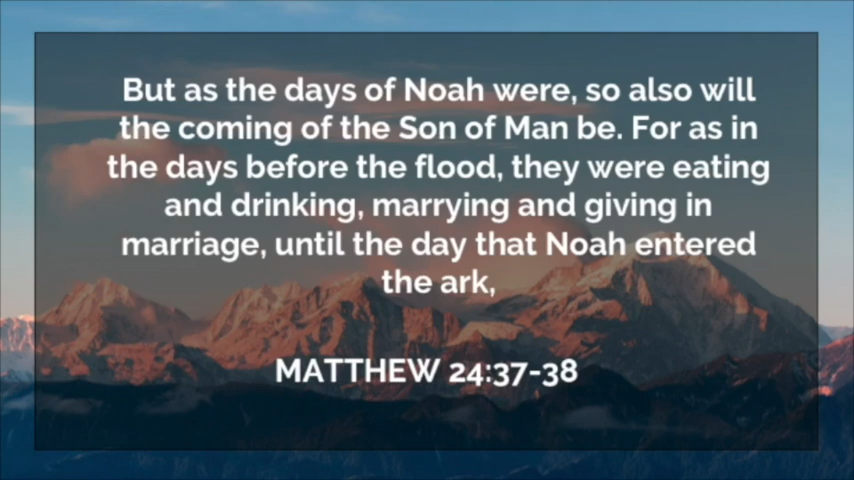 But as the days of Noah were, so also will
the coming of the Son of Man be. For as in
the days before the flood, they were eating
and drinking, marrying and giving in
marriage, until the day that Noah entered
the ark,
MATTHEW 24:37-38